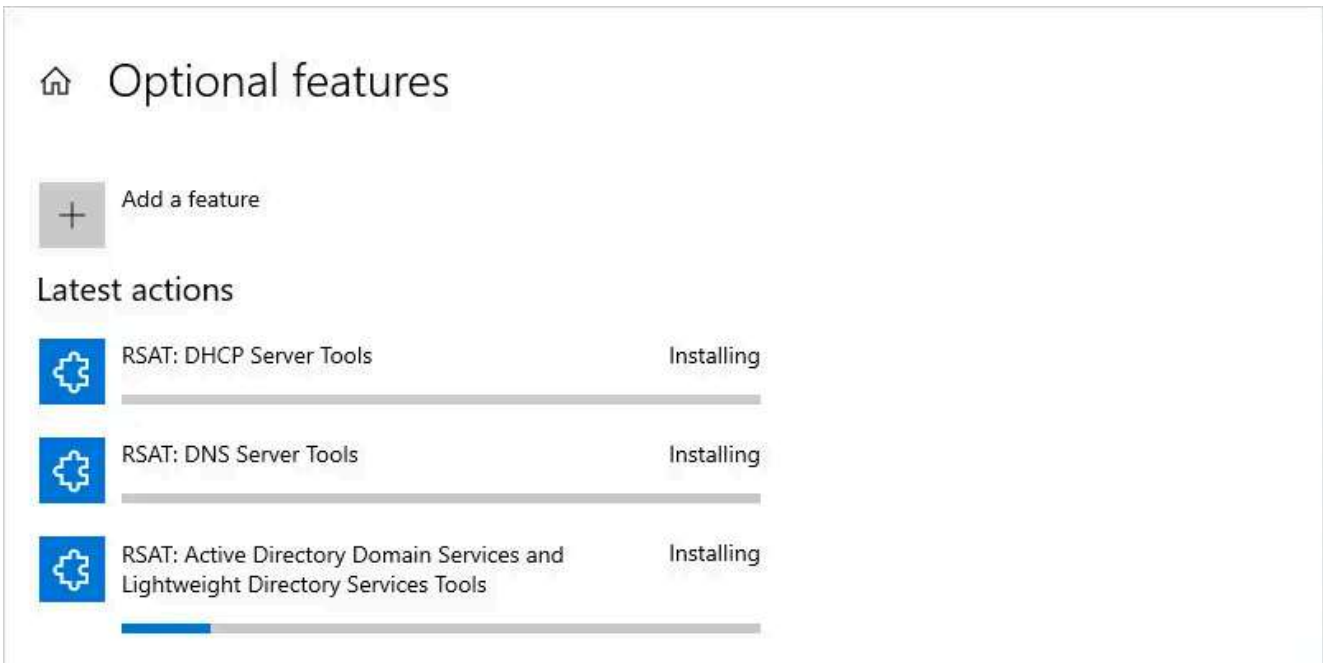 Optional features
Add a feature
Latest actions
RSAT: DHCP Server Tools Installing
RSAT: DNS Server Tools Installing
RSAT: Active Directory Domain Services and Installing
Lightweight Directory Services Tools